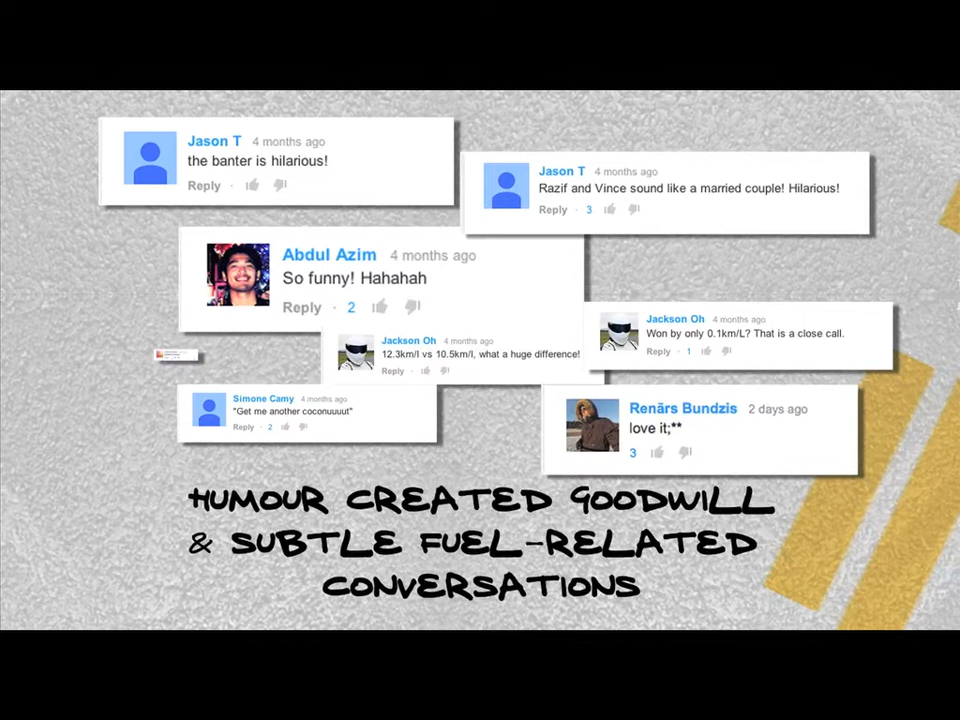 Jason T 4 months ago
the banter is hilarious!
Reply ·
Jason T 4 months ago
Razif and Vince sound like a married couple! Hilarious!
Reply · 3
Abdul Azim 4 months ago
So funny! Hahahah
Reply · 2
Jackson Oh 4 months ago
Won by only 0.1km/L? That is a close call.
Reply · 1
Jackson Oh 4 months ago
12.3km/l vs 10.5km/l, what a huge difference!
Reply ·
Simone Camy 4 months ago
"Get me another coconuuuut"
Reply · 2
Renārs Bundzis 2 days ago
love it;**
3
HUMOUR CREATED GOODWILL
& SUBTLE FUEL-RELATED
CONVERSATIONS